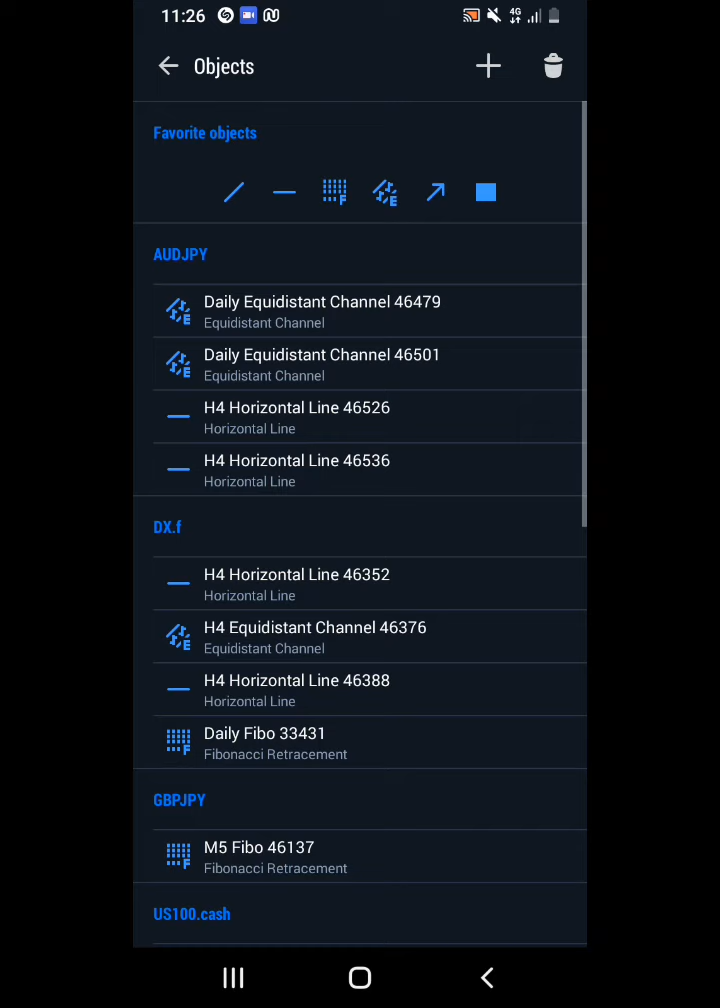 11:26
4G
Objects
Favorite objects
AUDJPY
Daily Equidistant Channel 46479
Equidistant Channel
Daily Equidistant Channel 46501
Equidistant Channel
H4 Horizontal Line 46526
Horizontal Line
H4 Horizontal Line 46536
Horizontal Line
DX.f
H4 Horizontal Line 46352
Horizontal Line
H4 Equidistant Channel 46376
Equidistant Channel
H4 Horizontal Line 46388
Horizontal Line
Daily Fibo 33431
Fibonacci Retracement
GBPJPY
M5 Fibo 46137
Fibonacci Retracement
US100.cash